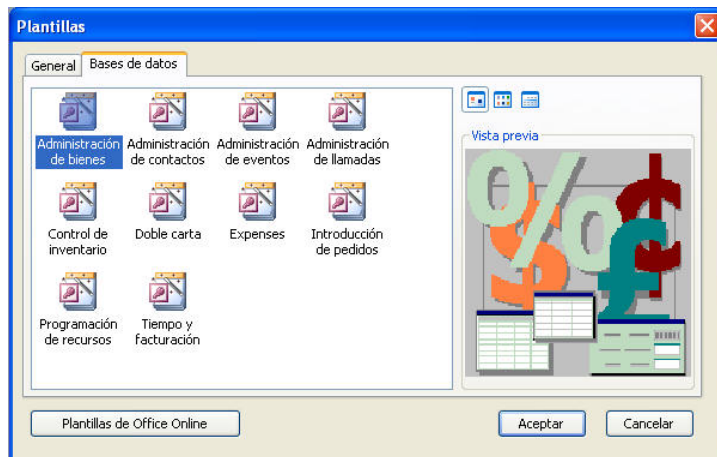 Plantillas
General
Bases de datos
Administración
de bienes
Administración
de contactos
Administración
de eventos
Administración
de llamadas
Control de
inventario
Doble carta
Expenses
Introducción
de pedidos
Programación
de recursos
Tiempo y
facturación
Vista previa
Plantillas de Office Online
Aceptar
Cancelar